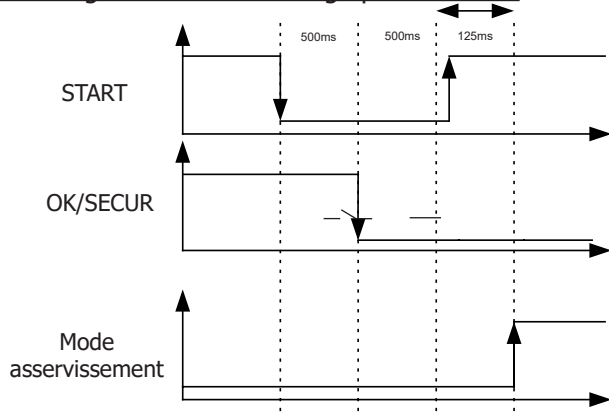 500ms 500ms 125ms
START
OK/SECUR
Mode
asservissement